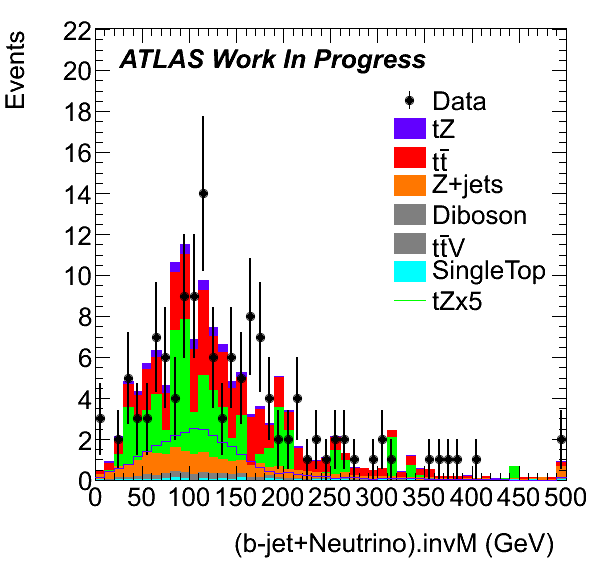 Events
22
20
18
16
14
12
10
8
6
4
2
0
ATLAS Work In Progress
Data
tZ
tt̄
Z+jets
Diboson
tt̄V
SingleTop
tZx5
0 50 100 150 200 250 300 350 400 450 500
(b-jet+Neutrino).invM (GeV)